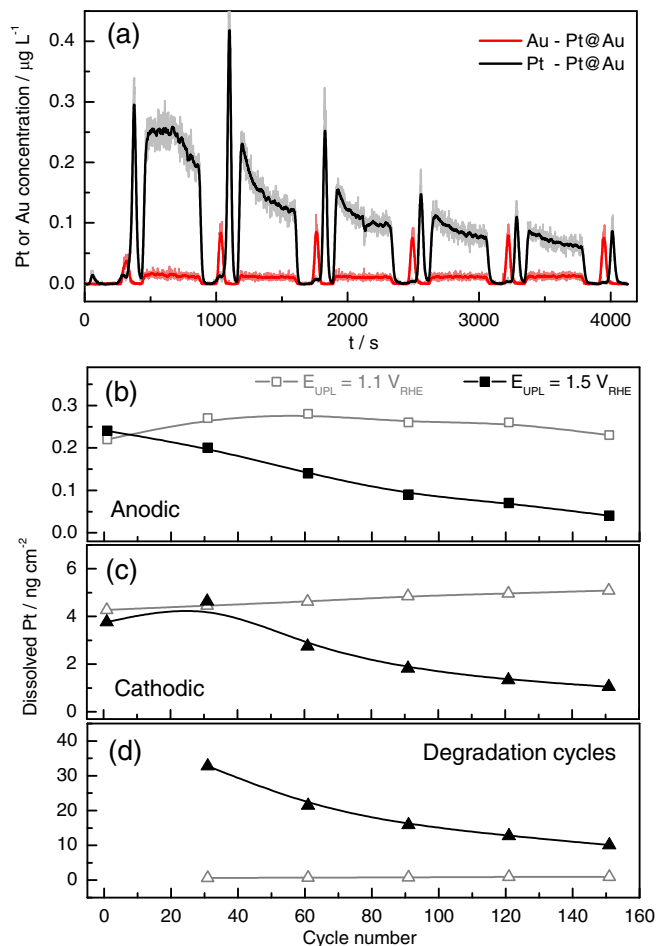 (a)
Au - Pt@Au
Pt - Pt@Au
Pt or Au concentration / μg L⁻¹
0.4
0.3
0.2
0.1
0.0
0 1000 2000 3000 4000
t / s
(b)
E_UPL = 1.1 V_RHE
E_UPL = 1.5 V_RHE
0.3
0.2
0.1
0.0
Anodic
(c)
6
4
2
0
Cathodic
Dissolved Pt / ng cm⁻²
(d)
Degradation cycles
40
30
20
10
0
0 20 40 60 80 100 120 140 160
Cycle number